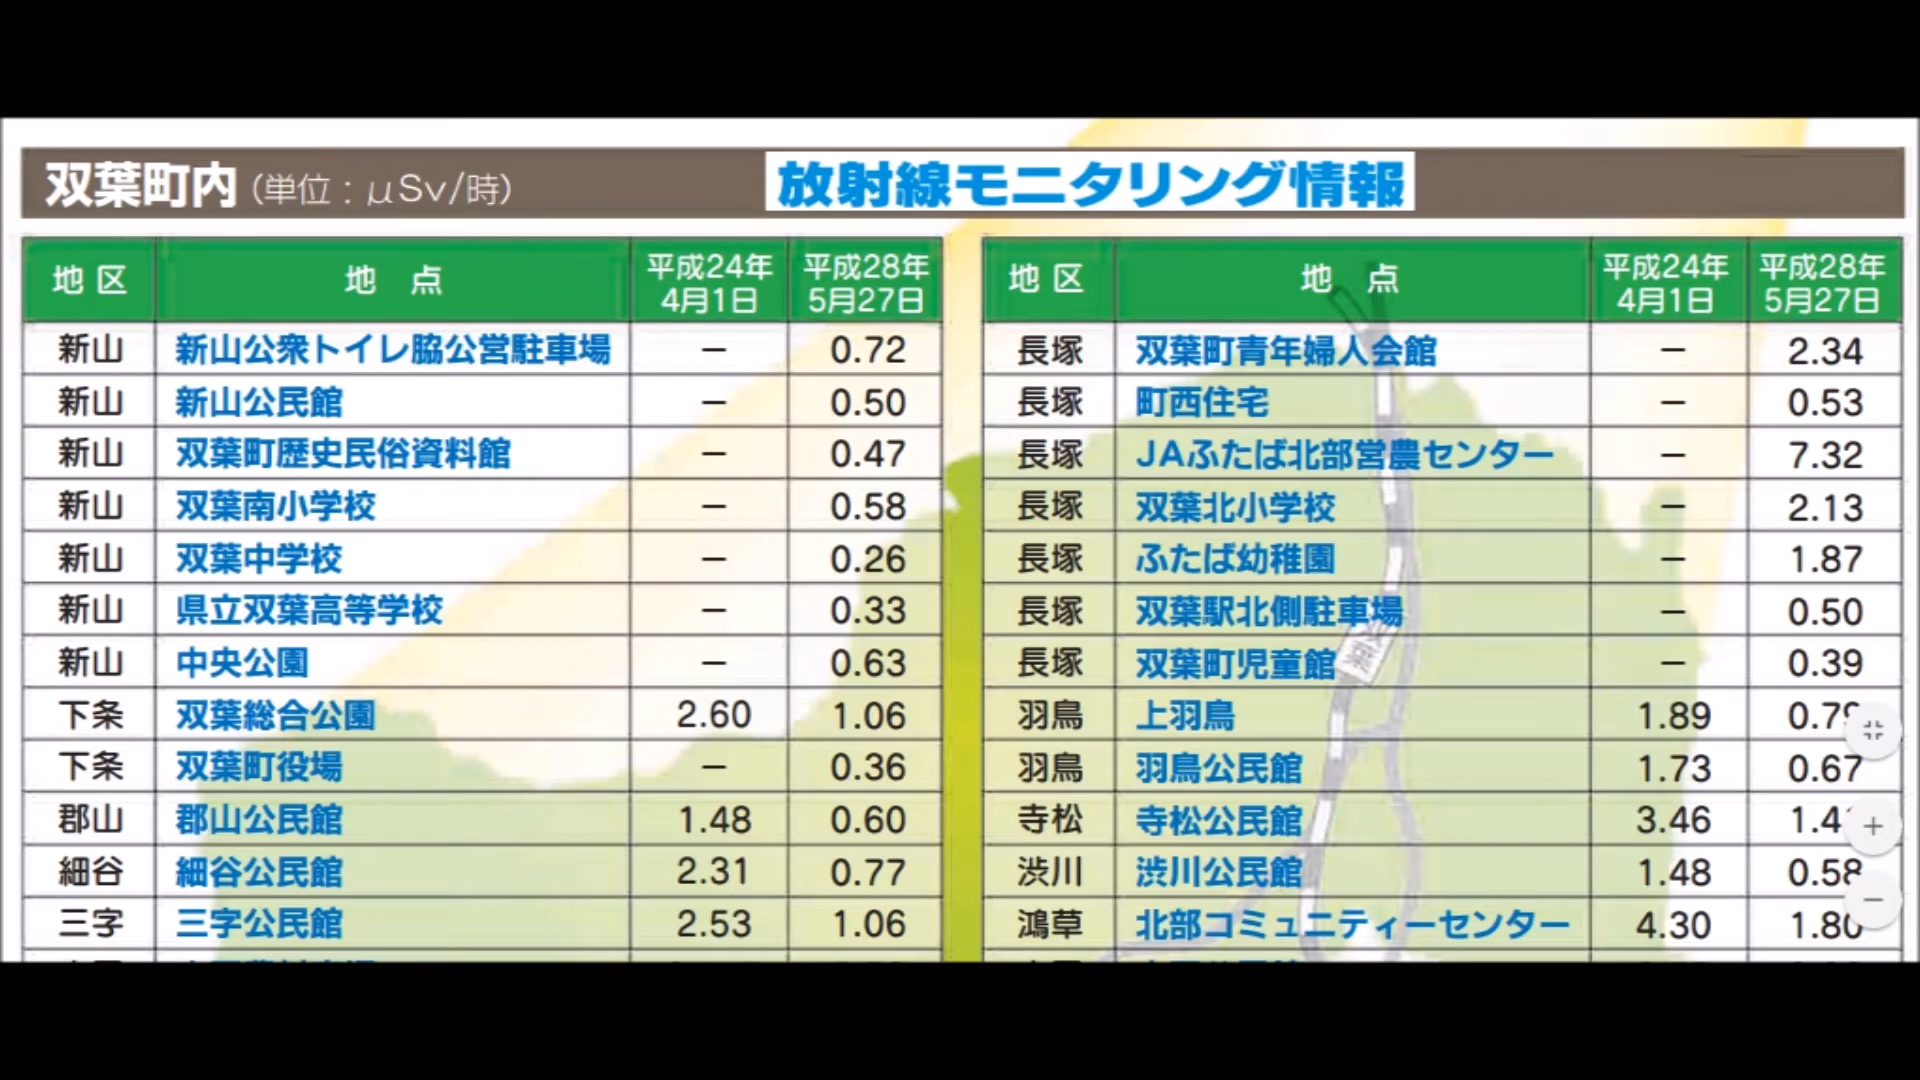 双葉町内（単位：μSv/時） 放射線モニタリング情報
地区 地点 平成24年4月1日 平成28年5月27日
新山 新山公衆トイレ脇公営駐車場 － 0.72
新山 新山公民館 － 0.50
新山 双葉町歴史民俗資料館 － 0.47
新山 双葉南小学校 － 0.58
新山 双葉中学校 － 0.26
新山 県立双葉高等学校 － 0.33
新山 中央公園 － 0.63
下条 双葉総合公園 2.60 1.06
下条 双葉町役場 － 0.36
郡山 郡山公民館 1.48 0.60
細谷 細谷公民館 2.31 0.77
三字 三字公民館 2.53 1.06
地区 地点 平成24年4月1日 平成28年5月27日
長塚 双葉町青年婦人会館 － 2.34
長塚 町西住宅 － 0.53
長塚 JAふたば北部営農センター － 7.32
長塚 双葉北小学校 － 2.13
長塚 ふたば幼稚園 － 1.87
長塚 双葉駅北側駐車場 － 0.50
長塚 双葉町児童館 － 0.39
羽鳥 上羽鳥 1.89
羽鳥 羽鳥公民館 1.73 0.67
寺松 寺松公民館 3.46
渋川 渋川公民館 1.48 0.58
鴻草 北部コミュニティーセンター 4.30 1.80